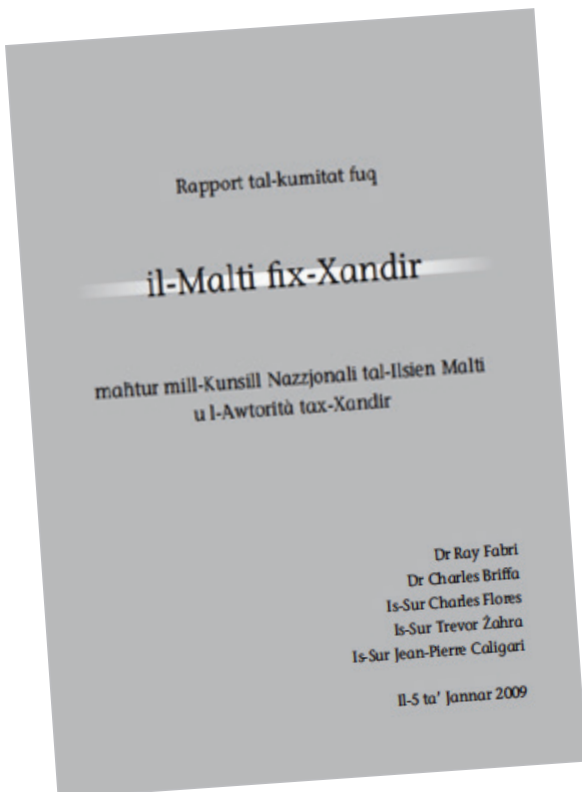 Rapport tal-kumitat fuq
il-Malti fix-Xandir
maħtur mill-Kunsill Nazzjonali tal-Ilsien Malti
u l-Awtorità tax-Xandir
Dr Ray Fabri
Dr Charles Briffa
Is-Sur Charles Flores
Is-Sur Trevor Żahra
Is-Sur Jean-Pierre Caligari
Il-5 ta' Jannar 2009